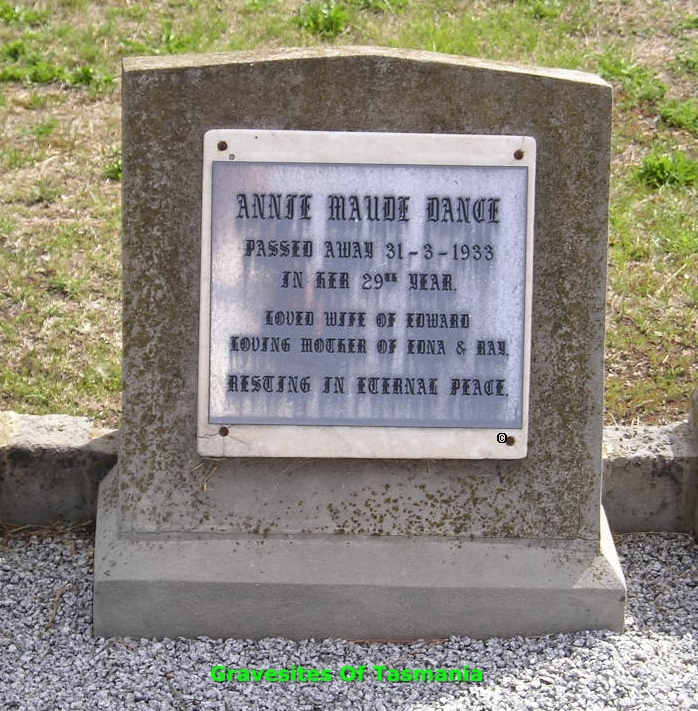 ANNIE MAUDE DANCE
PASSED AWAY 31-3-1933
IN HER 29TH YEAR.
LOVED WIFE OF EDWARD
LOVING MOTHER OF EDNA & RAY.
RESTING IN ETERNAL PEACE.
©
Gravesites Of Tasmania